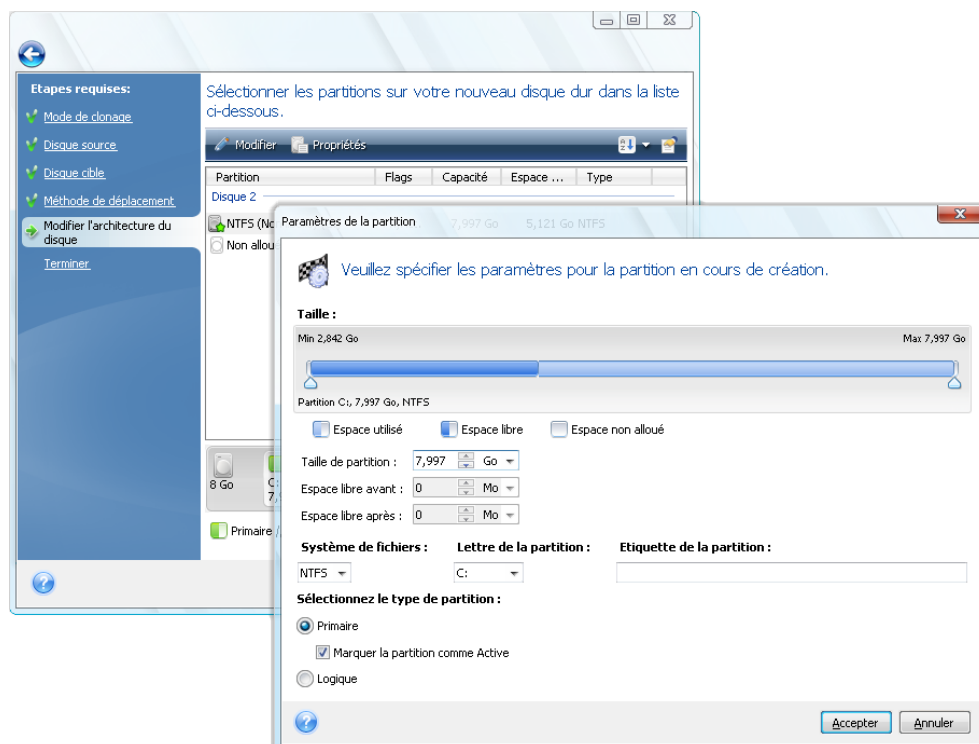 Etapes requises:
Mode de clonage
Disque source
Disque cible
Méthode de déplacement
Modifier l'architecture du
disque
Terminer
Sélectionner les partitions sur votre nouveau disque dur dans la liste
ci-dessous.
Modifier Propriétés
Partition Flags Capacité Espace ... Type
Disque 2
NTFS (No 7,997 Go 5,121 Go NTFS
Non allou
8 Go C:
7,9
Primaire /
Paramètres de la partition
Veuillez spécifier les paramètres pour la partition en cours de création.
Taille :
Min 2,842 Go Max 7,997 Go
Partition C:, 7,997 Go, NTFS
Espace utilisé Espace libre Espace non alloué
Taille de partition : 7,997 Go
Espace libre avant : 0 Mo
Espace libre après : 0 Mo
Système de fichiers : Lettre de la partition : Etiquette de la partition :
NTFS C:
Sélectionnez le type de partition :
Primaire
Marquer la partition comme Active
Logique
Accepter Annuler